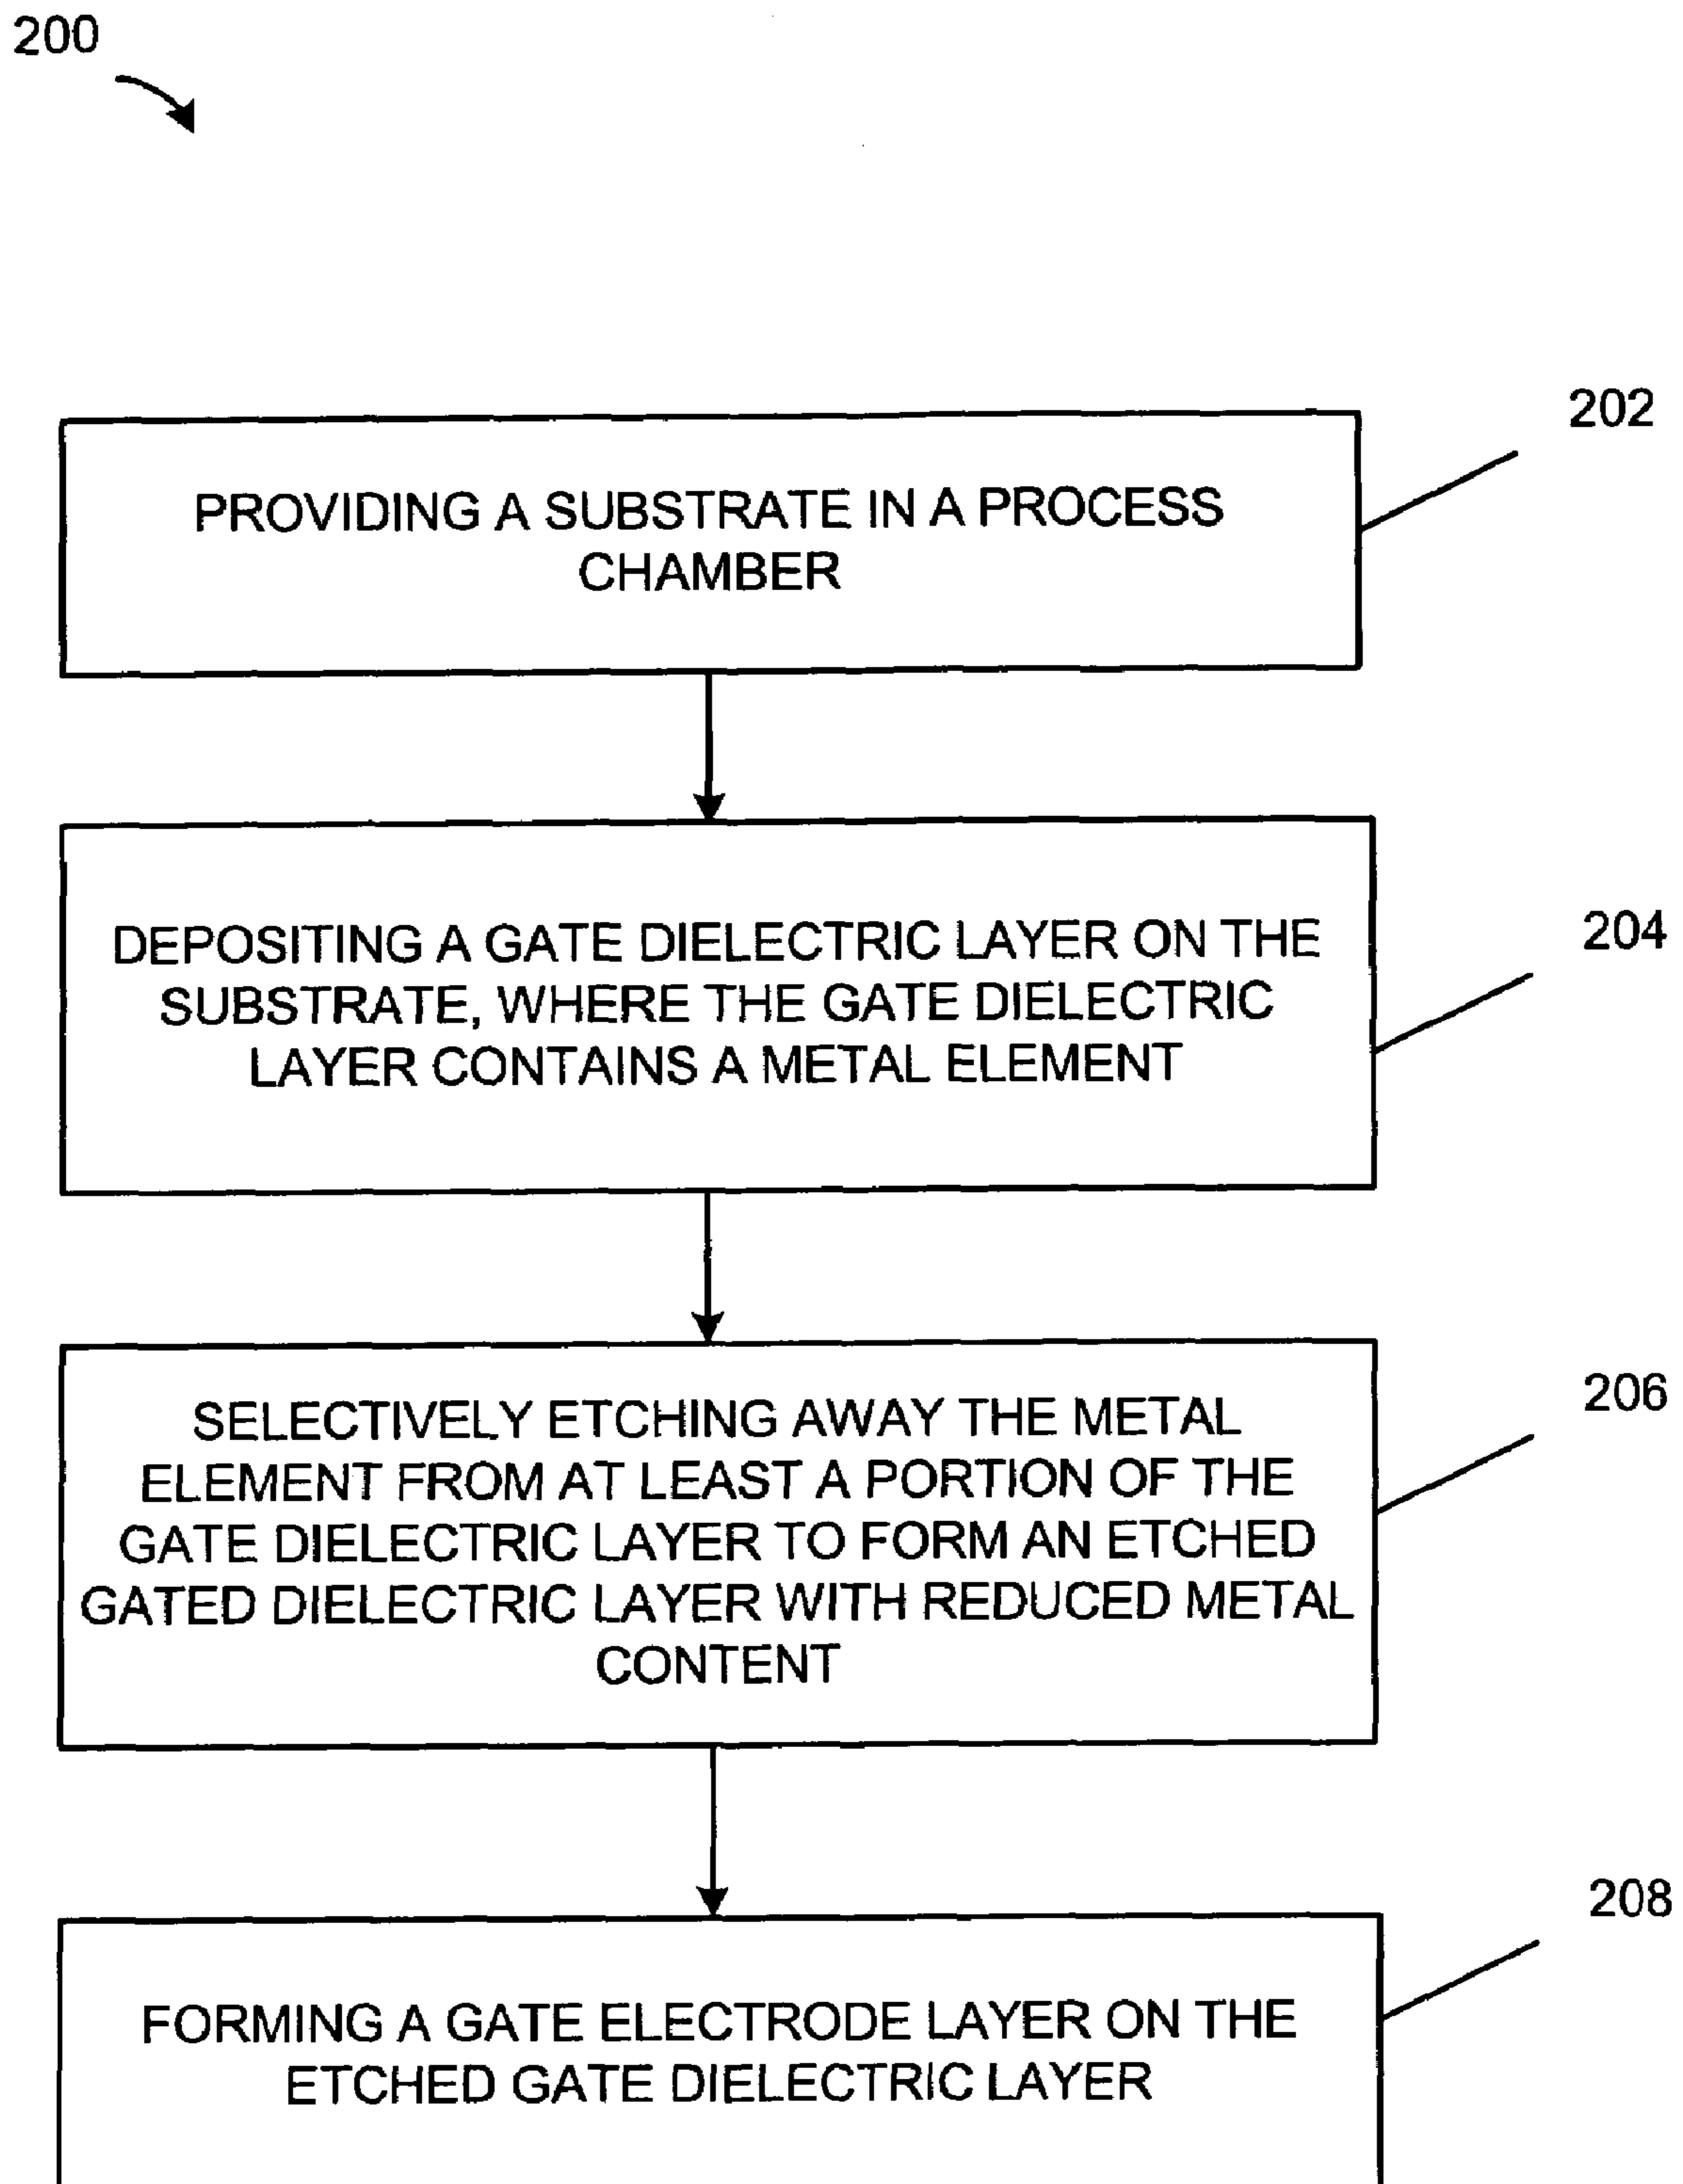 200
202
PROVIDING A SUBSTRATE IN A PROCESS
CHAMBER
204
DEPOSITING A GATE DIELECTRIC LAYER ON THE
SUBSTRATE, WHERE THE GATE DIELECTRIC
LAYER CONTAINS A METAL ELEMENT
206
SELECTIVELY ETCHING AWAY THE METAL
ELEMENT FROM AT LEAST A PORTION OF THE
GATE DIELECTRIC LAYER TO FORM AN ETCHED
GATED DIELECTRIC LAYER WITH REDUCED METAL
CONTENT
208
FORMING A GATE ELECTRODE LAYER ON THE
ETCHED GATE DIELECTRIC LAYER